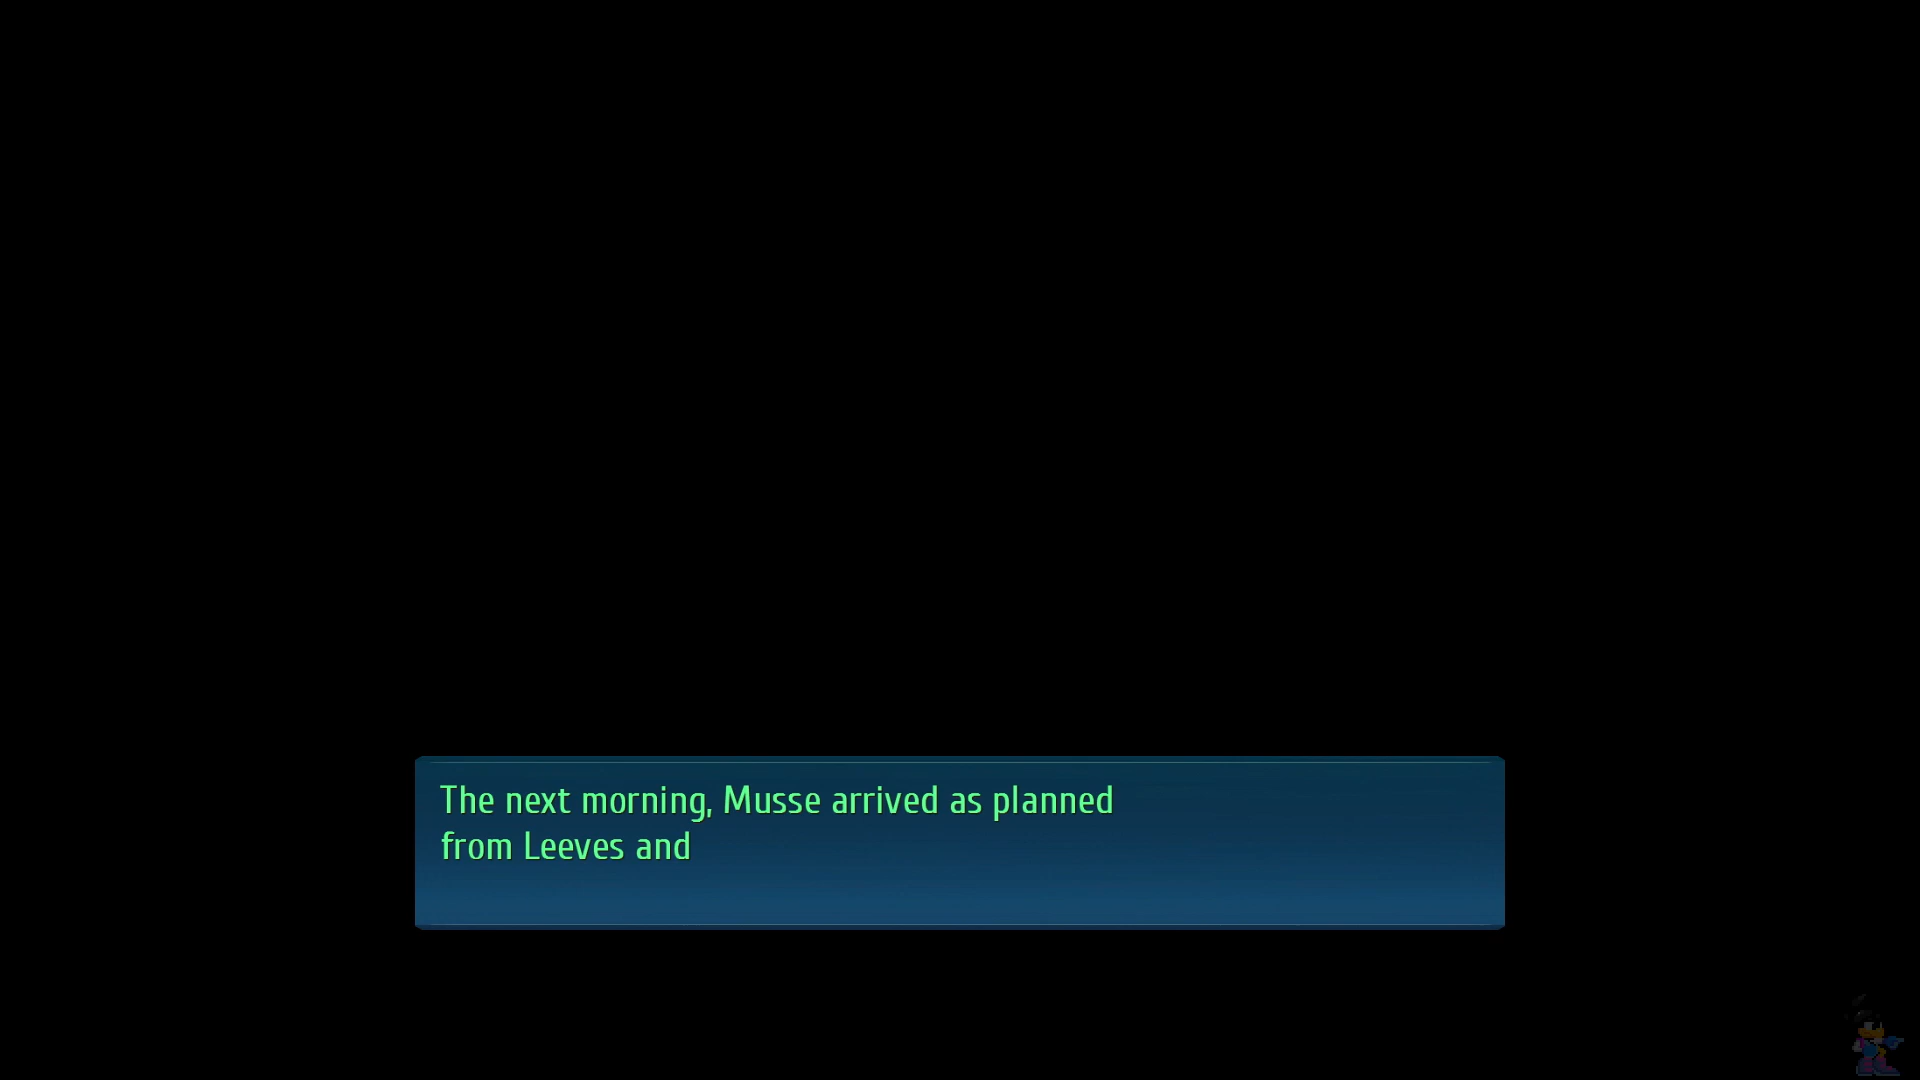 The next morning, Musse arrived as planned
from Leeves and